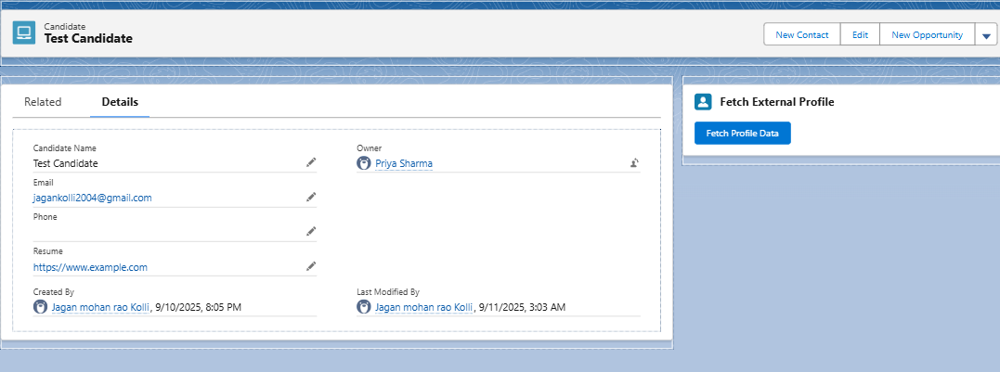 Candidate
Test Candidate
New Contact
Edit
New Opportunity
Related
Details
Candidate Name
Test Candidate
Owner
Priya Sharma
Email
jagankolli2004@gmail.com
Phone
Resume
https://www.example.com
Created By
Jagan mohan rao Kolli, 9/10/2025, 8:05 PM
Last Modified By
Jagan mohan rao Kolli, 9/11/2025, 3:03 AM
Fetch External Profile
Fetch Profile Data